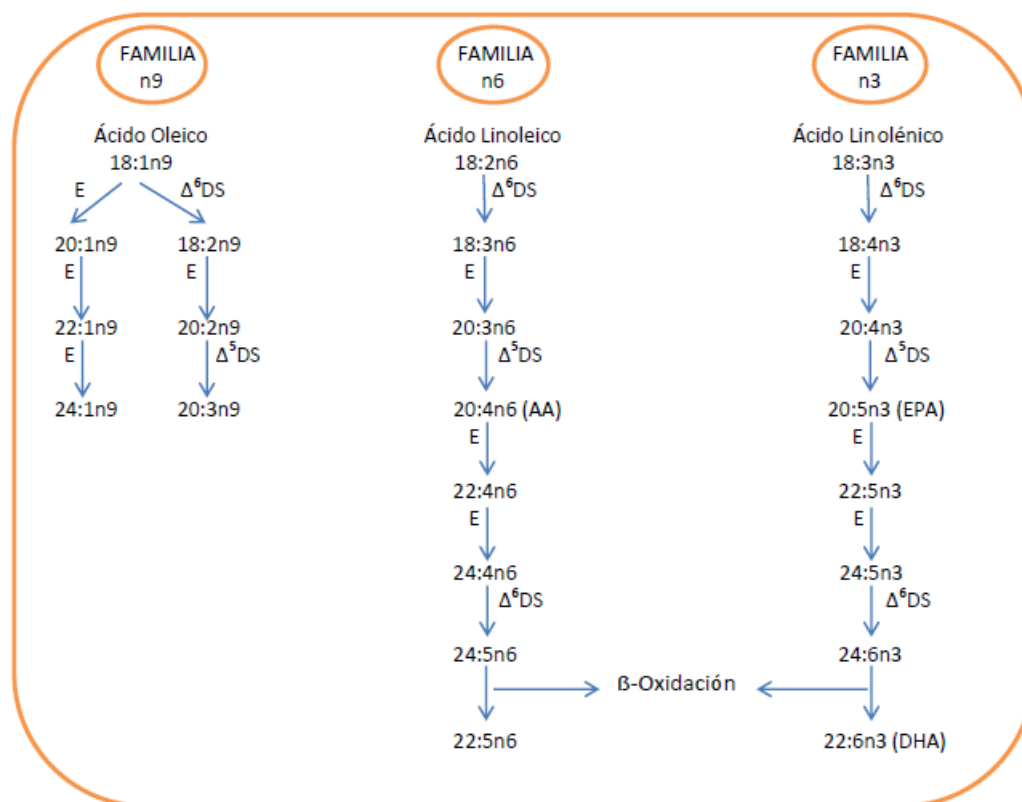 FAMILIA
n9
FAMILIA
n6
FAMILIA
n3
Ácido Oleico
18:1n9
Ácido Linoleico
18:2n6
Ácido Linolénico
18:3n3
E
Δ⁶DS
Δ⁶DS
Δ⁶DS
20:1n9
18:2n9
18:3n6
18:4n3
E
E
E
E
22:1n9
20:2n9
20:3n6
20:4n3
E
Δ⁵DS
Δ⁵DS
Δ⁵DS
24:1n9
20:3n9
20:4n6 (AA)
20:5n3 (EPA)
E
E
22:4n6
22:5n3
E
E
24:4n6
24:5n3
Δ⁶DS
Δ⁶DS
24:5n6
24:6n3
ß-Oxidación
22:5n6
22:6n3 (DHA)